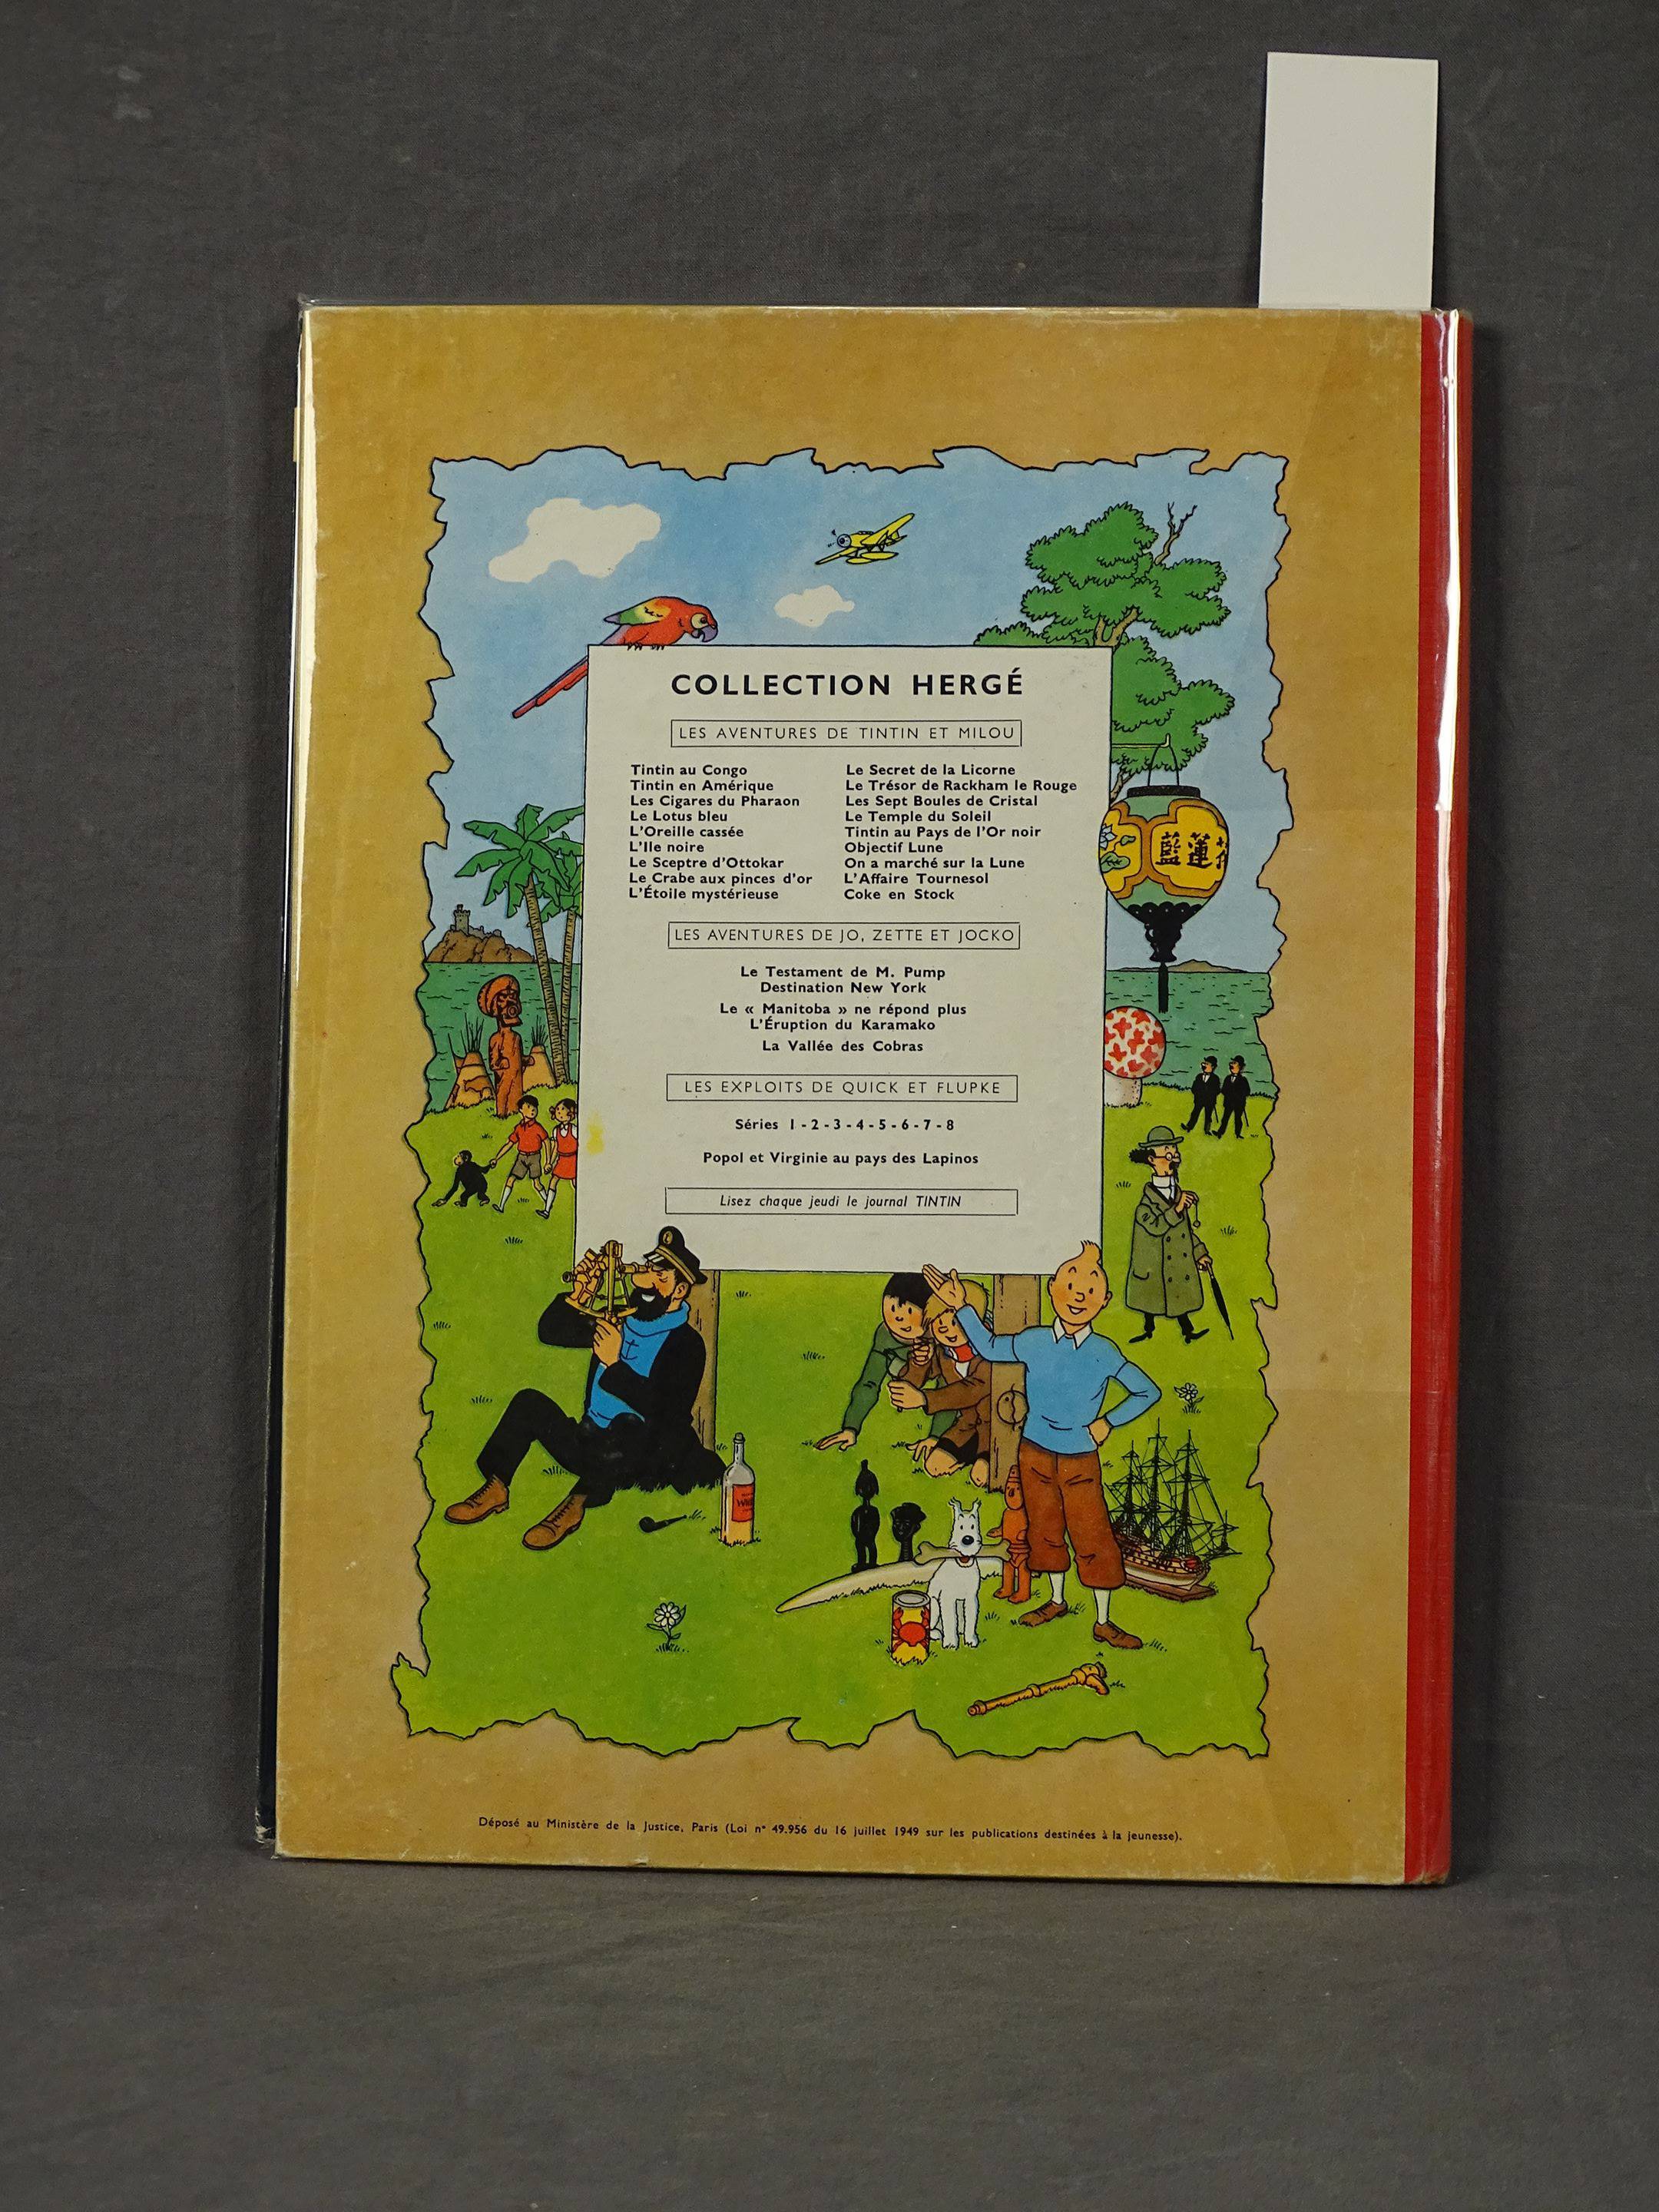 COLLECTION HERGÉ
LES AVENTURES DE TINTIN ET MILOU
Tintin au Congo
Tintin en Amérique
Les Cigares du Pharaon
Le Lotus bleu
L'Oreille cassée
L'Ile noire
Le Sceptre d'Ottokar
Le Crabe aux pinces d'or
L'Étoile mystérieuse
Le Secret de la Licorne
Le Trésor de Rackham le Rouge
Les Sept Boules de Cristal
Le Temple du Soleil
Tintin au Pays de l'Or noir
Objectif Lune
On a marché sur la Lune
L'Affaire Tournesol
Coke en Stock
藍蓮
LES AVENTURES DE JO, ZETTE ET JOCKO
Le Testament de M. Pump
Destination New York
Le « Manitoba » ne répond plus
L'Éruption du Karamako
La Vallée des Cobras
LES EXPLOITS DE QUICK ET FLUPKE
Séries 1 - 2 - 3 - 4 - 5 - 6 - 7 - 8
Popol et Virginie au pays des Lapinos
Lisez chaque jeudi le journal TINTIN
Déposé au Ministère de la Justice, Paris (Loi n° 49.956 du 16 juillet 1949 sur les publications destinées à la jeunesse).